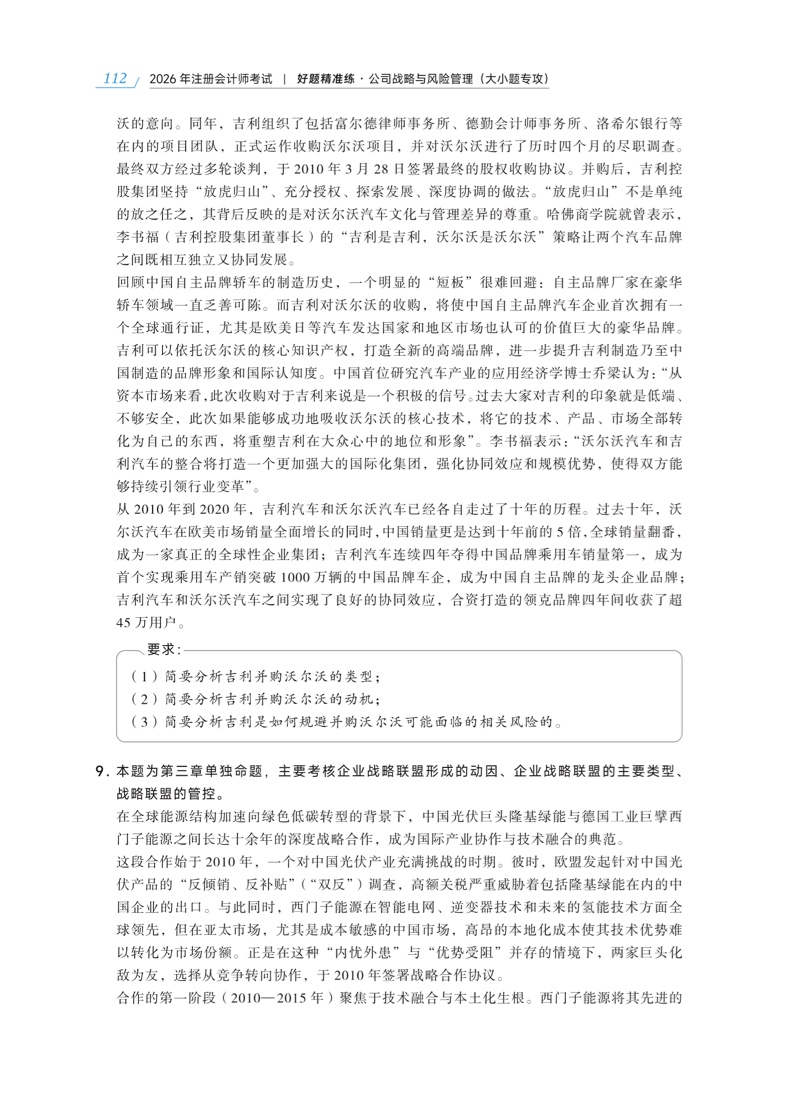 112 2026 年注册会计师考试 | 好题精准练 · 公司战略与风险管理（大小题专攻）
沃的意向。同年，吉利组织了包括富尔德律师事务所、德勤会计师事务所、洛希尔银行等
在内的项目团队，正式运作收购沃尔沃项目，并对沃尔沃进行了历时四个月的尽职调查。
最终双方经过多轮谈判，于 2010 年 3 月 28 日签署最终的股权收购协议。并购后，吉利控
股集团坚持“放虎归山”、充分授权、探索发展、深度协调的做法。“放虎归山”不是单纯
的放之任之，其背后反映的是对沃尔沃汽车文化与管理差异的尊重。哈佛商学院就曾表示，
李书福（吉利控股集团董事长）的“吉利是吉利，沃尔沃是沃尔沃”策略让两个汽车品牌
之间既相互独立又协同发展。
回顾中国自主品牌轿车的制造历史，一个明显的“短板”很难回避：自主品牌厂家在豪华
轿车领域一直乏善可陈。而吉利对沃尔沃的收购，将使中国自主品牌汽车企业首次拥有一
个全球通行证，尤其是欧美日等汽车发达国家和地区市场也认可的价值巨大的豪华品牌。
吉利可以依托沃尔沃的核心知识产权，打造全新的高端品牌，进一步提升吉利制造乃至中
国制造的品牌形象和国际认知度。中国首位研究汽车产业的应用经济学博士乔梁认为：“从
资本市场来看，此次收购对于吉利来说是一个积极的信号。过去大家对吉利的印象就是低端、
不够安全，此次如果能够成功地吸收沃尔沃的核心技术，将它的技术、产品、市场全部转
化为自己的东西，将重塑吉利在大众心中的地位和形象”。李书福表示：“沃尔沃汽车和吉
利汽车的整合将打造一个更加强大的国际化集团，强化协同效应和规模优势，使得双方能
够持续引领行业变革”。
从 2010 年到 2020 年，吉利汽车和沃尔沃汽车已经各自走过了十年的历程。过去十年，沃
尔沃汽车在欧美市场销量全面增长的同时，中国销量更是达到十年前的 5 倍，全球销量翻番，
成为一家真正的全球性企业集团；吉利汽车连续四年夺得中国品牌乘用车销量第一，成为
首个实现乘用车产销突破 1000 万辆的中国品牌车企，成为中国自主品牌的龙头企业品牌；
吉利汽车和沃尔沃汽车之间实现了良好的协同效应，合资打造的领克品牌四年间收获了超
45 万用户。
要求：
（1）简要分析吉利并购沃尔沃的类型；
（2）简要分析吉利并购沃尔沃的动机；
（3）简要分析吉利是如何规避并购沃尔沃可能面临的相关风险的。
9. 本题为第三章单独命题，主要考核企业战略联盟形成的动因、企业战略联盟的主要类型、
战略联盟的管控。
在全球能源结构加速向绿色低碳转型的背景下，中国光伏巨头隆基绿能与德国工业巨擘西
门子能源之间长达十余年的深度战略合作，成为国际产业协作与技术融合的典范。
这段合作始于 2010 年，一个对中国光伏产业充满挑战的时期。彼时，欧盟发起针对中国光
伏产品的“反倾销、反补贴”（“双反”）调查，高额关税严重威胁着包括隆基绿能在内的中
国企业的出口。与此同时，西门子能源在智能电网、逆变器技术和未来的氢能技术方面全
球领先，但在亚太市场，尤其是成本敏感的中国市场，高昂的本地化成本使其技术优势难
以转化为市场份额。正是在这种“内忧外患”与“优势受阻”并存的情境下，两家巨头化
敌为友，选择从竞争转向协作，于 2010 年签署战略合作协议。
合作的第一阶段（2010—2015 年）聚焦于技术融合与本土化生根。西门子能源将其先进的